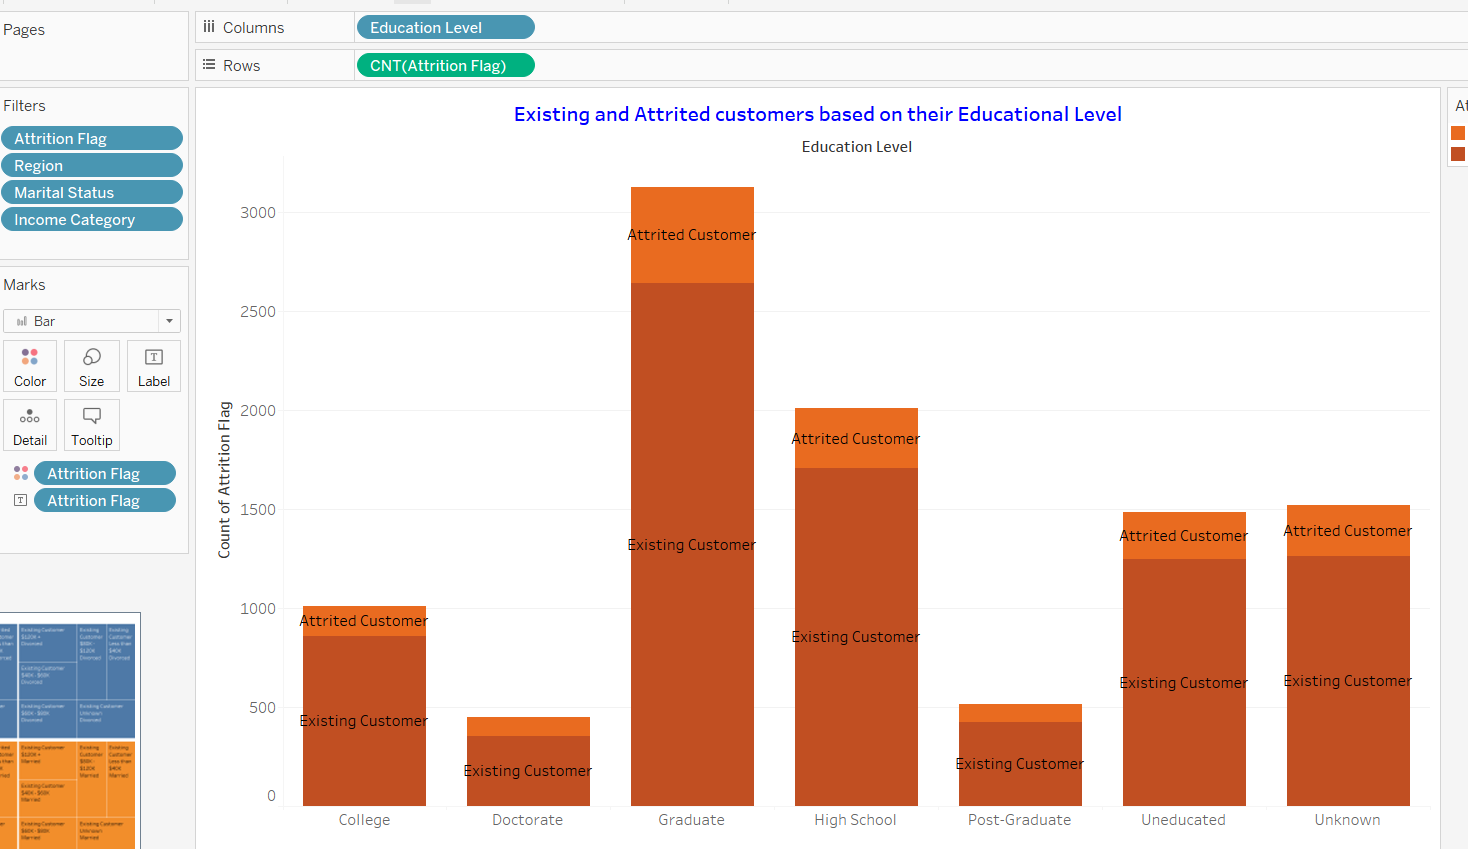 Pages
Columns
Education Level
Rows
CNT(Attrition Flag)
Filters
Attrition Flag
Region
Marital Status
Income Category
Marks
Bar
Color
Size
Label
Detail
Tooltip
Attrition Flag
Attrition Flag
Existing and Attrited customers based on their Educational Level
Education Level
Count of Attrition Flag
3000
2500
2000
1500
1000
500
0
Attrited Customer
Existing Customer
Existing Customer
Attrited Customer
Existing Customer
Attrited Customer
Existing Customer
Existing Customer
Attrited Customer
Existing Customer
Attrited Customer
Existing Customer
College
Doctorate
Graduate
High School
Post-Graduate
Uneducated
Unknown